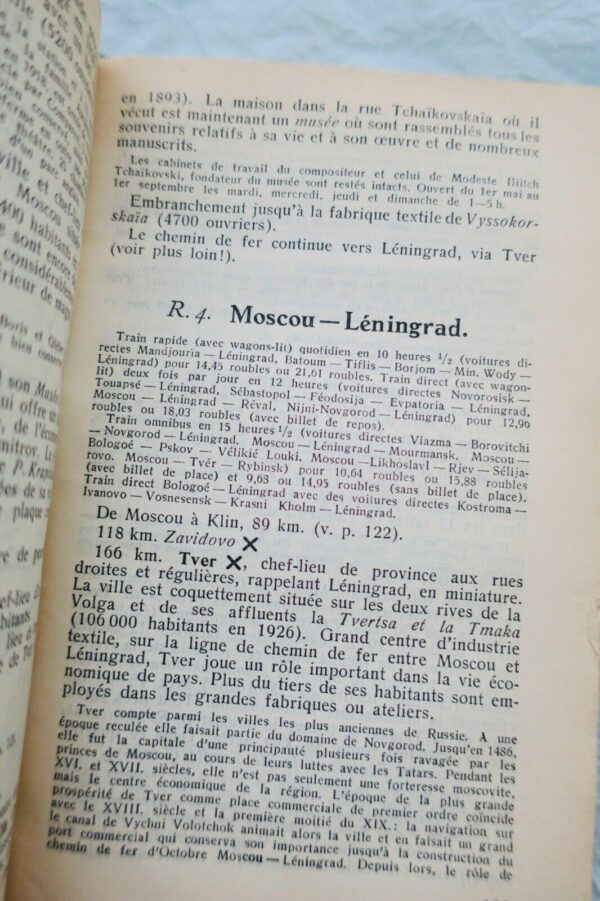 en 1893). La maison dans la rue Tchaïkovskaïa où il
vécut est maintenant un musée où sont rassemblés tous les
souvenirs relatifs à sa vie et à son œuvre et de nombreux
manuscrits.
Les cabinets de travail du compositeur et celui de Modeste Illitch
Tchaïkovski, fondateur du musée sont restés intacts. Ouvert du 1er mai au
1er septembre les mardi, mercredi, jeudi et dimanche de 1—5 h.
Embranchement jusqu'à la fabrique textile de Vyssokor-
skaïa (4700 ouvriers).
Le chemin de fer continue vers Léningrad, via Tver
(voir plus loin!).
R. 4. Moscou — Léningrad.
Train rapide (avec wagons-lit) quotidien en 10 heures 1/2 (voitures di-
rectes Mandjouria — Léningrad, Batoum — Tiflis — Borjom — Min. Wody —
Léningrad) pour 14,45 roubles ou 21,61 roubles. Train direct (avec wagon-
lit) deux fois par jour en 12 heures (voitures directes Novorosisk —
Touapsé — Léningrad, Sébastopol — Féodosija — Evpatoria — Léningrad,
Moscou — Léningrad — Réval, Nijni-Novgorod — Léningrad) pour 12,96
roubles ou 18,03 roubles (avec billet de repos).
Train omnibus en 15 heures 1/2 (voitures directes Viazma — Borovitchi
— Novgorod — Léningrad. Moscou — Léningrad — Mourmansk. Moscou —
Bologoé — Pskov — Vélikié Louki. Moscou — Likhoslavl — Rjev — Sélija-
rovo. Moscou — Tvér — Rybinsk) pour 10,64 roubles ou 15,88 roubles
(avec billet de place) et 9,63 ou 14,95 roubles (sans billet de place).
Train direct Bologoé — Léningrad avec des voitures directes Kostroma —
Ivanovo — Vosnesensk — Krasni Kholm — Léningrad.
De Moscou à Klin, 89 km. (v. p. 122).
118 km. Zavidovo ✕
166 km. Tver ✕, chef-lieu de province aux rues
droites et régulières, rappelant Léningrad, en miniature.
La ville est coquettement située sur les deux rives de la
Volga et de ses affluents la Tvertsa et la Tmaka
(106 000 habitants en 1926). Grand centre d'industrie
textile, sur la ligne de chemin de fer entre Moscou et
Léningrad, Tver joue un rôle important dans la vie éco-
nomique de pays. Plus du tiers de ses habitants sont em-
ployés dans les grandes fabriques ou ateliers.
Tver compte parmi les villes les plus anciennes de Russie. A une
époque reculée elle faisait partie du domaine de Novgorod. Jusqu'en 1486,
elle fut la capitale d'une principauté plusieurs fois ravagée par les
princes de Moscou, au cours de leurs luttes avec les Tatars. Pendant les
XVI. et XVII. siècles, elle n'est pas seulement une forteresse moscovite,
mais le centre économique de la région. L'époque de la plus grande
prospérité de Tver comme place commerciale de premier ordre coïncide
avec le XVIII. siècle et la première moitié du XIX.: la navigation sur
le canal de Vychni Volotchok animait alors la ville et en faisait un grand
port commercial qui conserva son importance jusqu'à la construction du
chemin de fer d'Octobre Moscou — Léningrad. Depuis lors, le rôle de